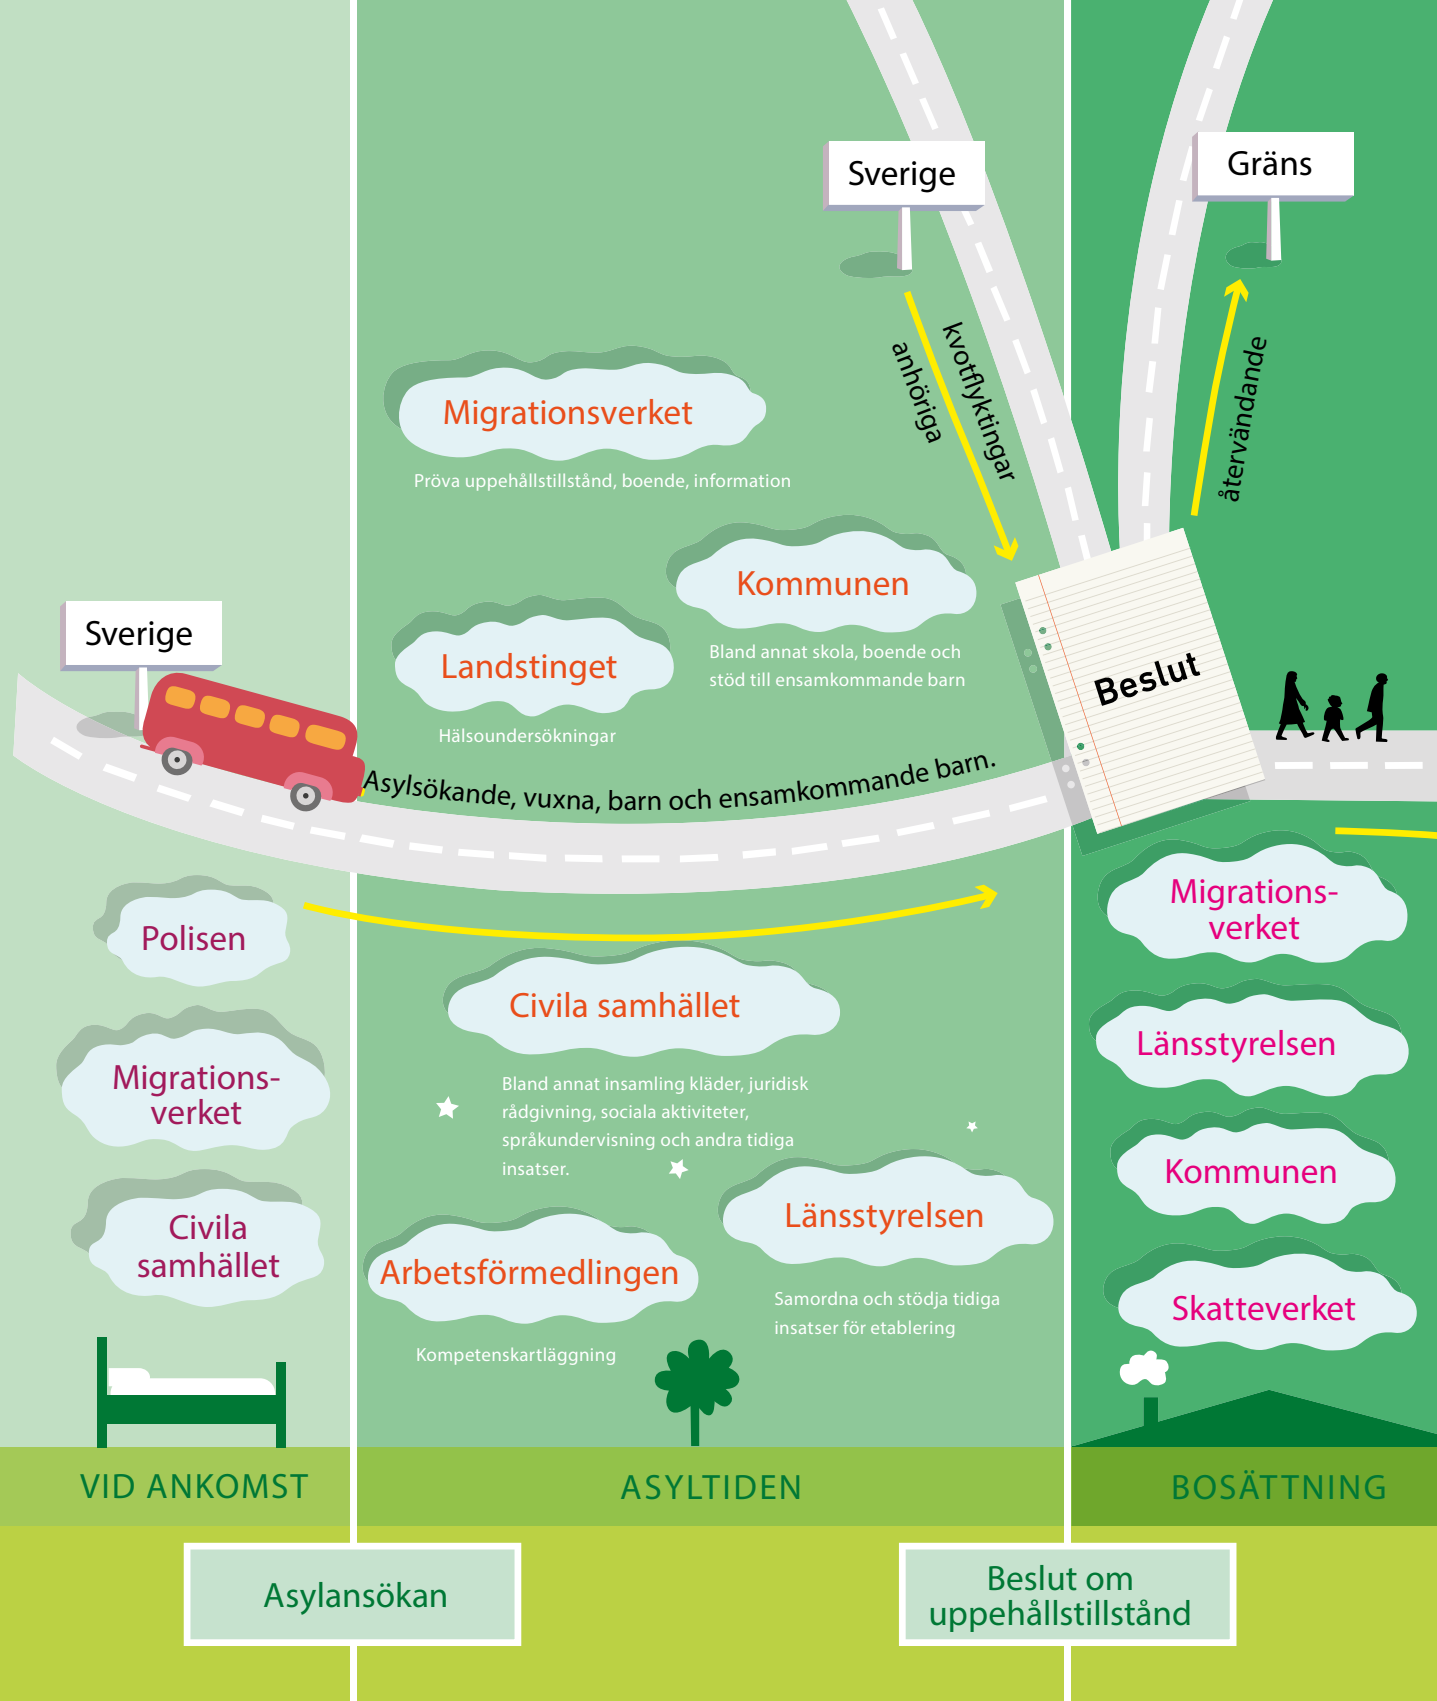 Sverige
Gräns
kvotflyktingar
anhöriga
återvändande
Migrationsverket
Pröva uppehållstillstånd, boende, information
Kommunen
Bland annat skola, boende och
stöd till ensamkommande barn
Landstinget
Hälsoundersökningar
Sverige
Beslut
Asylsökande, vuxna, barn och ensamkommande barn.
Polisen
Migrations-
verket
Civila
samhället
Civila samhället
Bland annat insamling kläder, juridisk
rådgivning, sociala aktiviteter,
språkundervisning och andra tidiga
insatser.
Länsstyrelsen
Samordna och stödja tidiga
insatser för etablering
Arbetsförmedlingen
Kompetenskartläggning
Migrations-
verket
Länsstyrelsen
Kommunen
Skatteverket
VID ANKOMST
ASYLTIDEN
BOSÄTTNING
Asylansökan
Beslut om
uppehållstillstånd